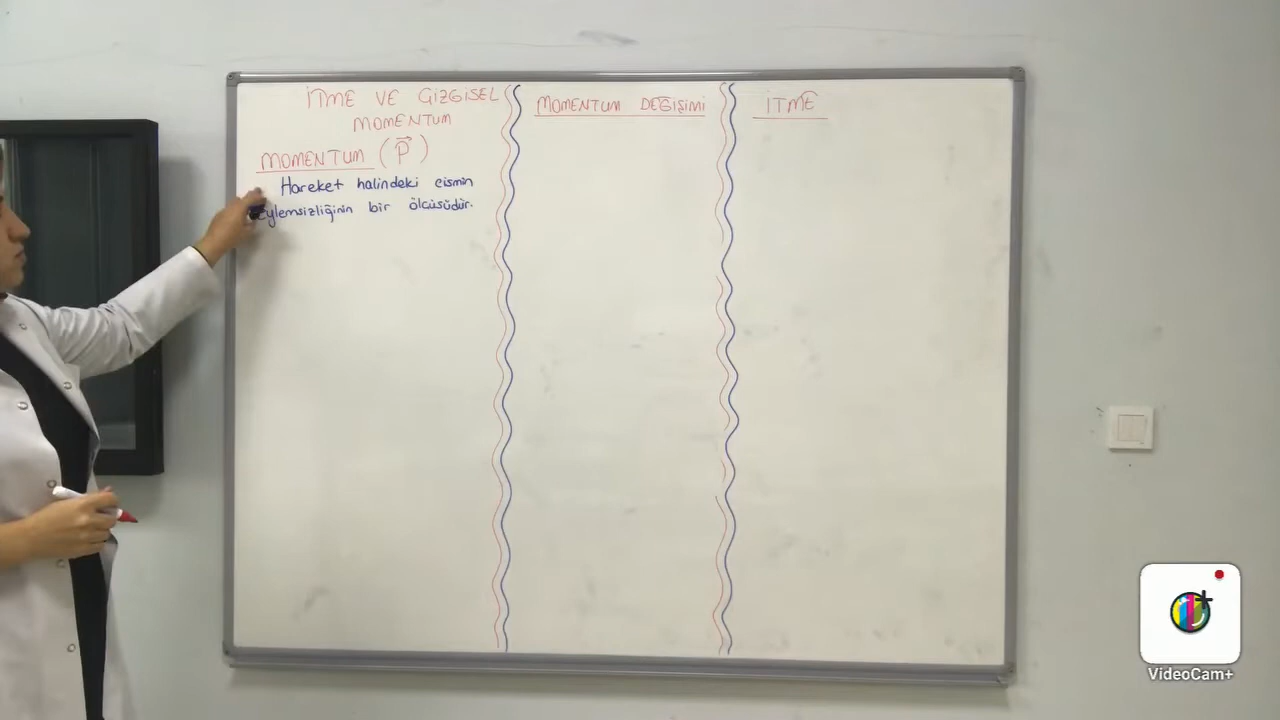 İTME VE ÇİZGİSEL
MOMENTUM
MOMENTUM (P)
Hareket halindeki cismin
eylemsizliğinin bir ölçüsüdür.
MOMENTUM DEĞİŞİMİ
İTME
VideoCam+